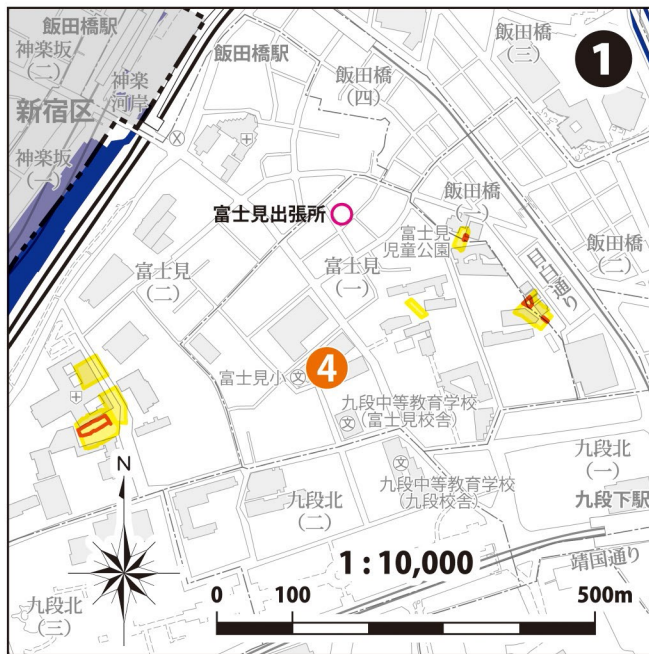 飯田橋駅
神楽坂
(二)
神楽
河岸
飯田橋駅
飯田橋
(三)
1
新宿区
神楽坂
(一)
飯田橋
(四)
富士見出張所
飯田橋
(一)
富士見
児童公園
目白通り
飯田橋
(二)
富士見
(二)
富士見
(一)
富士見小
文
4
九段中等教育学校
(富士見校舎)
文
文
九段中等教育学校
(九段校舎)
九段北
(一)
九段下駅
九段北
(二)
靖国通り
N
九段北
(三)
1:10,000
0 100 500m